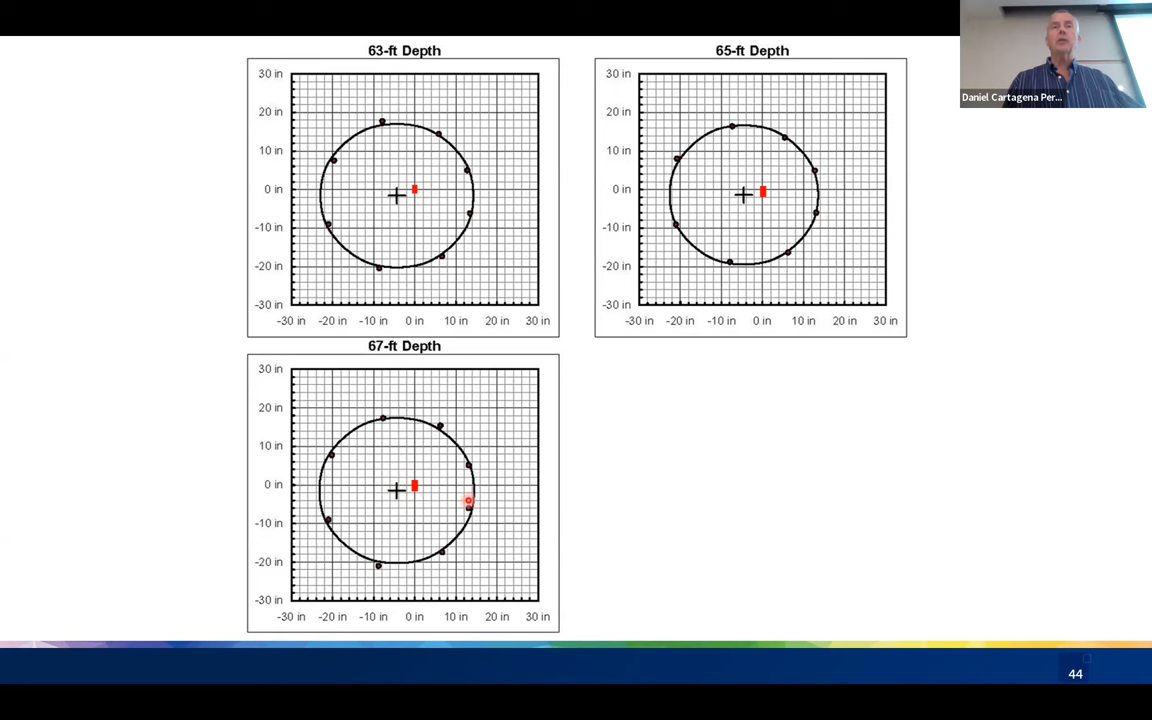 63-ft Depth
30 in
20 in
10 in
0 in
-10 in
-20 in
-30 in
-30 in -20 in -10 in 0 in 10 in 20 in 30 in
65-ft Depth
30 in
20 in
10 in
0 in
-10 in
-20 in
-30 in
-30 in -20 in -10 in 0 in 10 in 20 in 30 in
Daniel Cartagena Per...
67-ft Depth
30 in
20 in
10 in
0 in
-10 in
-20 in
-30 in
-30 in -20 in -10 in 0 in 10 in 20 in 30 in
44